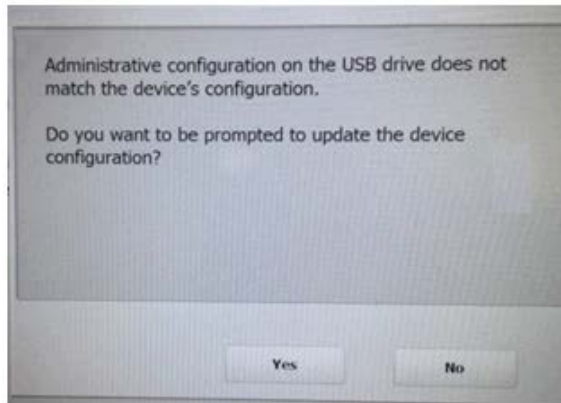 Administrative configuration on the USB drive does not
match the device's configuration.
Do you want to be prompted to update the device
configuration?
Yes
No